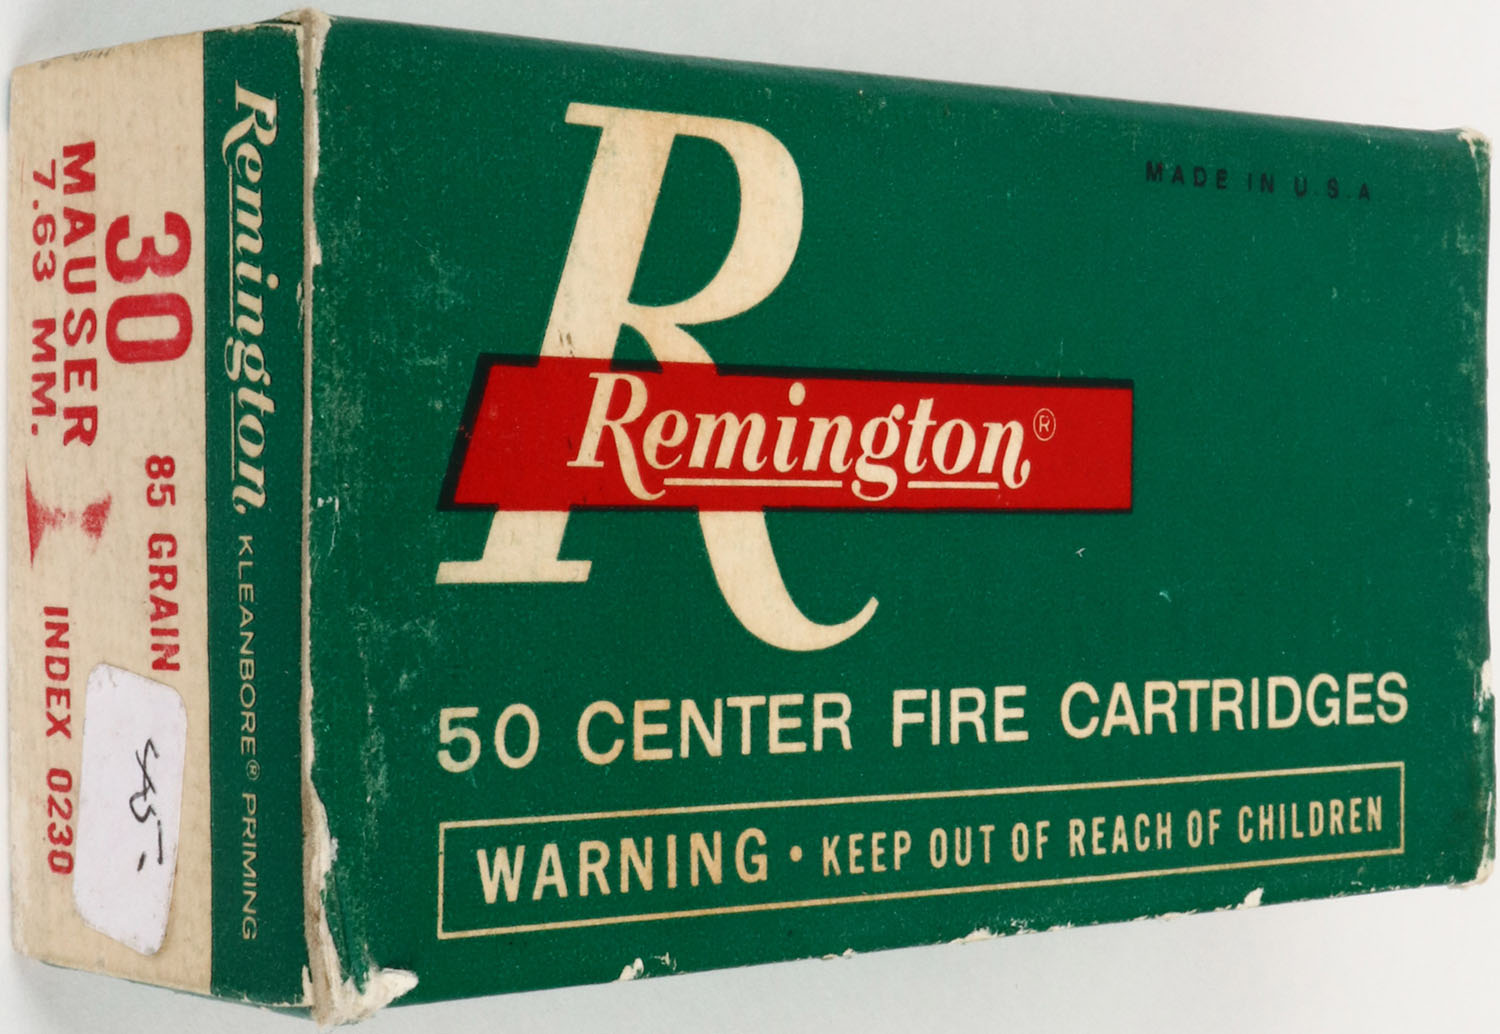 MADE IN U.S.A
R
Remington®
50 CENTER FIRE CARTRIDGES
WARNING • KEEP OUT OF REACH OF CHILDREN
Remington KLEANBORE® PRIMING
30 85 GRAIN
MAUSER
7.63 MM. INDEX 0230